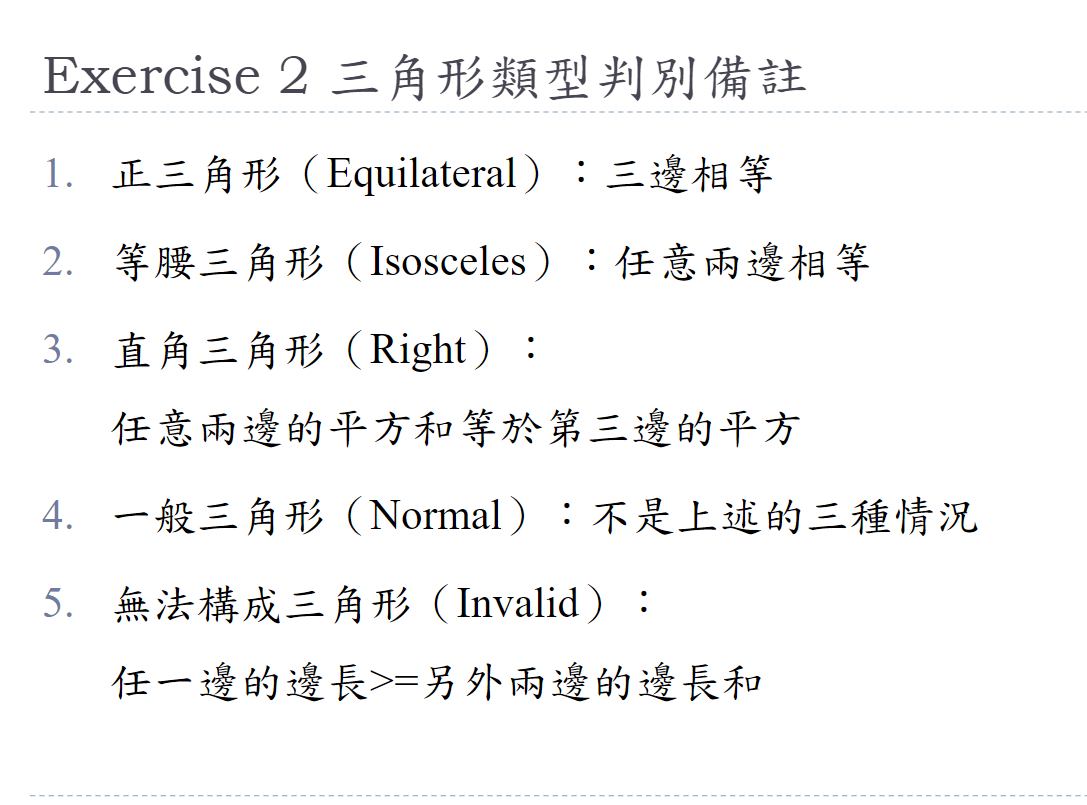 Exercise 2 三角形類型判別備註
1. 正三角形（Equilateral）：三邊相等
2. 等腰三角形（Isosceles）：任意兩邊相等
3. 直角三角形（Right）：
任意兩邊的平方和等於第三邊的平方
4. 一般三角形（Normal）：不是上述的三種情況
5. 無法構成三角形（Invalid）：
任一邊的邊長>=另外兩邊的邊長和